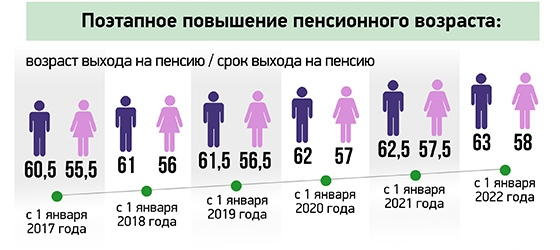 Поэтапное повышение пенсионного возраста:
возраст выхода на пенсию / срок выхода на пенсию
60,5 55,5 61 56 61,5 56,5 62 57 62,5 57,5 63 58
с 1 января
2017 года
с 1 января
2018 года
с 1 января
2019 года
с 1 января
2020 года
с 1 января
2021 года
с 1 января
2022 года